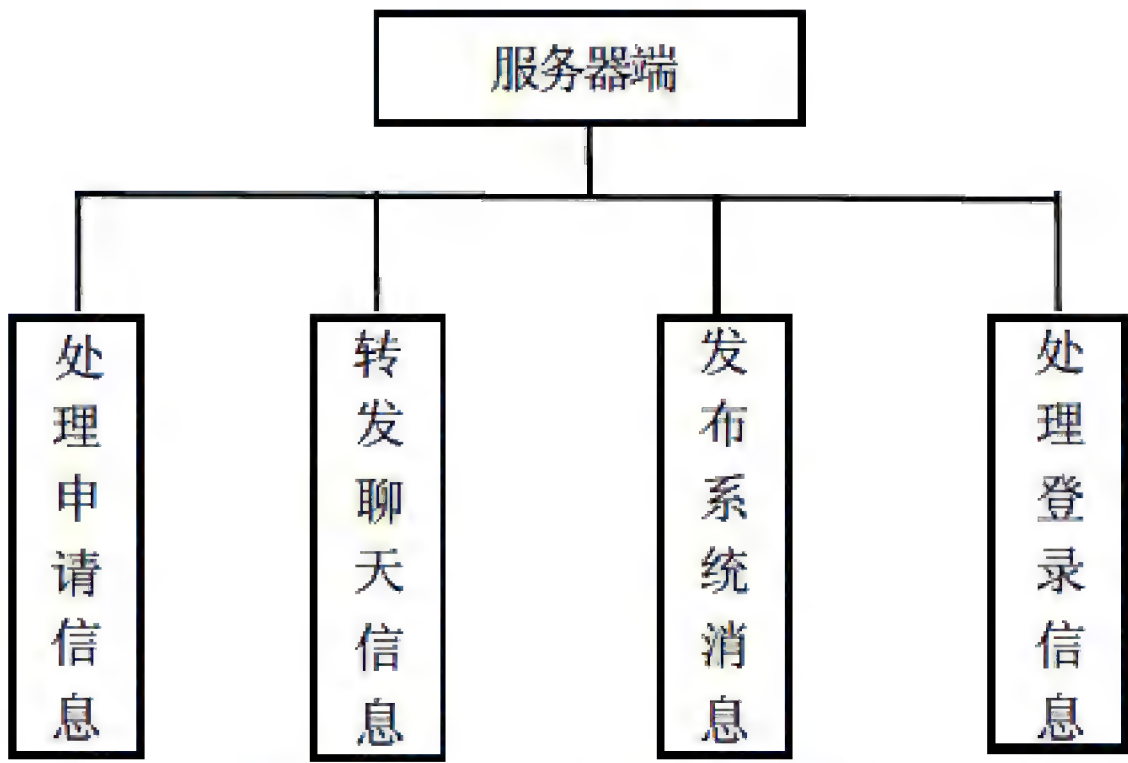 服务器端
处理申请信息
转发聊天信息
发布系统消息
处理登录信息